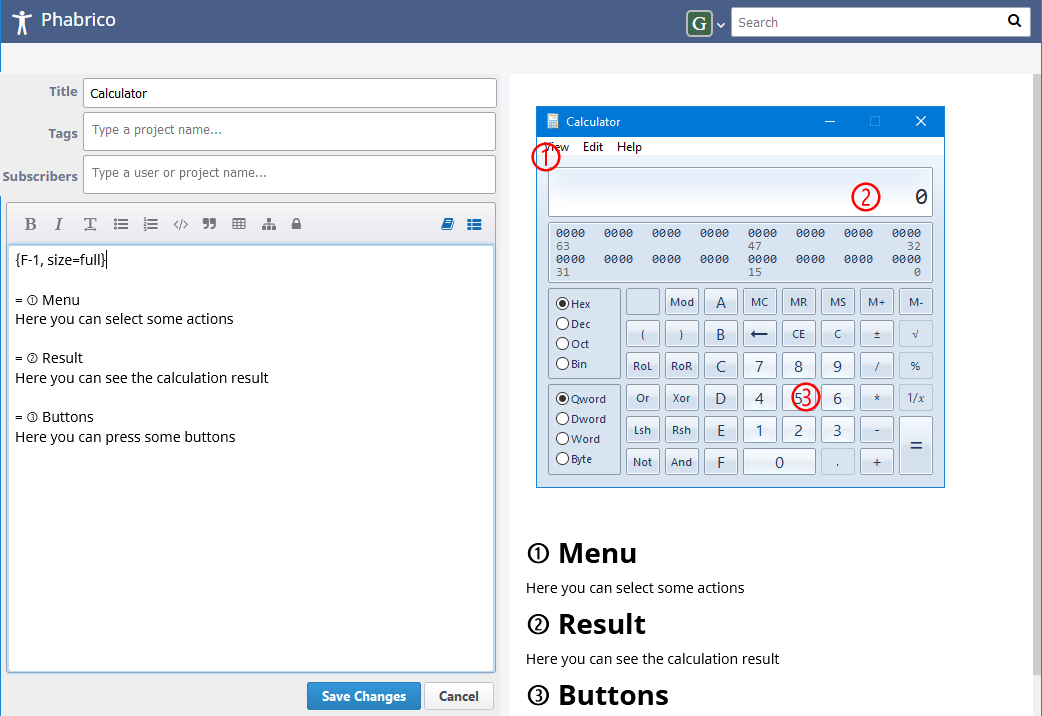 Phabrico
G
Search
Title
Calculator
Tags
Type a project name...
Subscribers
Type a user or project name...
B I T
{F-1, size=full}
= ① Menu
Here you can select some actions
= ② Result
Here you can see the calculation result
= ③ Buttons
Here you can press some buttons
Save Changes
Cancel
Calculator
View Edit Help
①
② 0
0000 0000 0000 0000 0000 0000 0000 0000
63 47 32
0000 0000 0000 0000 0000 0000 0000 0000
31 15 0
Hex Mod A MC MR MS M+ M-
Dec ( ) B ← CE C ± √
Oct
Bin RoL RoR C 7 8 9 / %
Qword Or Xor D 4 5 ③ 6 * 1/x
Dword
Word Lsh Rsh E 1 2 3 - =
Byte Not And F 0 . +
① Menu
Here you can select some actions
② Result
Here you can see the calculation result
③ Buttons